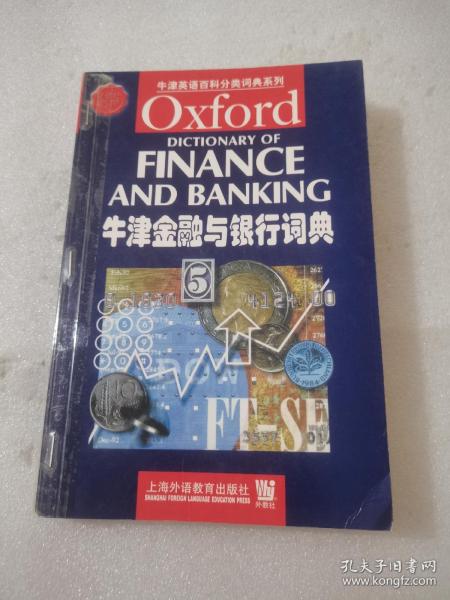 牛津英语百科分类词典系列
Oxford
DICTIONARY OF
FINANCE
AND BANKING
牛津金融与银行词典
5
FT-SE
上海外语教育出版社
SHANGHAI FOREIGN LANGUAGE EDUCATION PRESS
外教社
孔夫子旧书网
www.kongfz.com